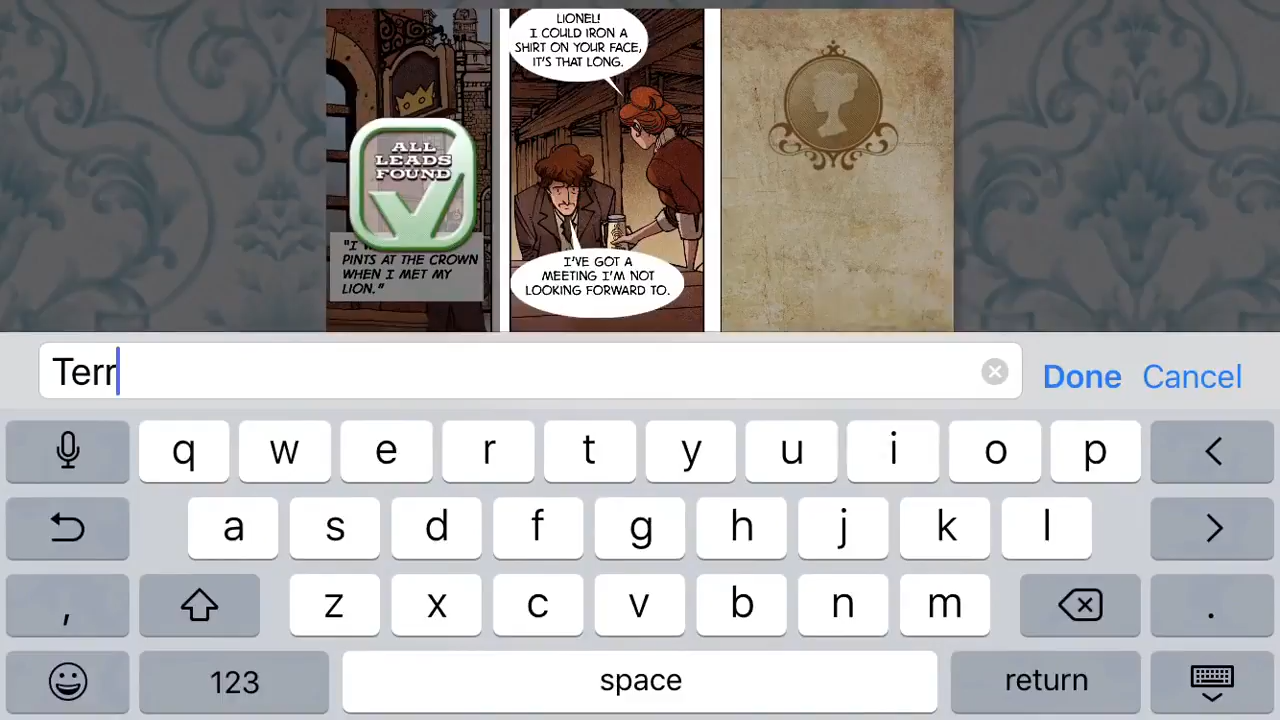 LIONEL!
I COULD IRON A
SHIRT ON YOUR FACE,
IT'S THAT LONG.
ALL
LEADS
FOUND
"I
PINTS AT THE CROWN
WHEN I MET MY
LION."
I'VE GOT A
MEETING I'M NOT
LOOKING FORWARD TO.
Terr
Done Cancel
q w e r t y u i o p <
a s d f g h j k l >
, z x c v b n m .
123 space return